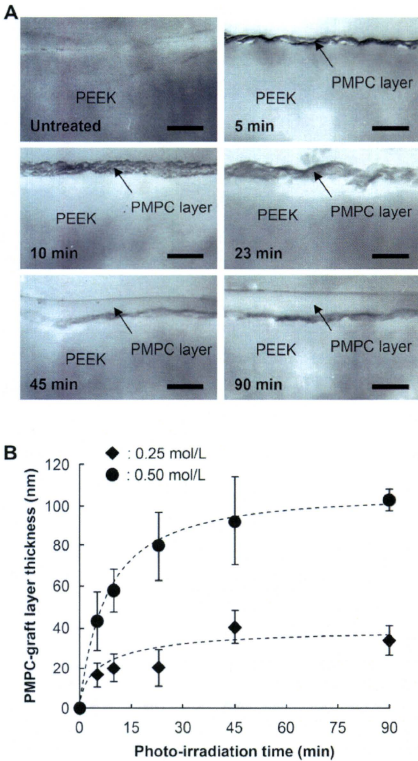 A
PEEK
Untreated
PMPC layer
PEEK
5 min
PMPC layer
PEEK
10 min
PMPC layer
PEEK
23 min
PMPC layer
PEEK
45 min
PMPC layer
PEEK
90 min
B
◆ : 0.25 mol/L
● : 0.50 mol/L
PMPC-graft layer thickness (nm)
120
100
80
60
40
20
0
0 15 30 45 60 75 90
Photo-irradiation time (min)